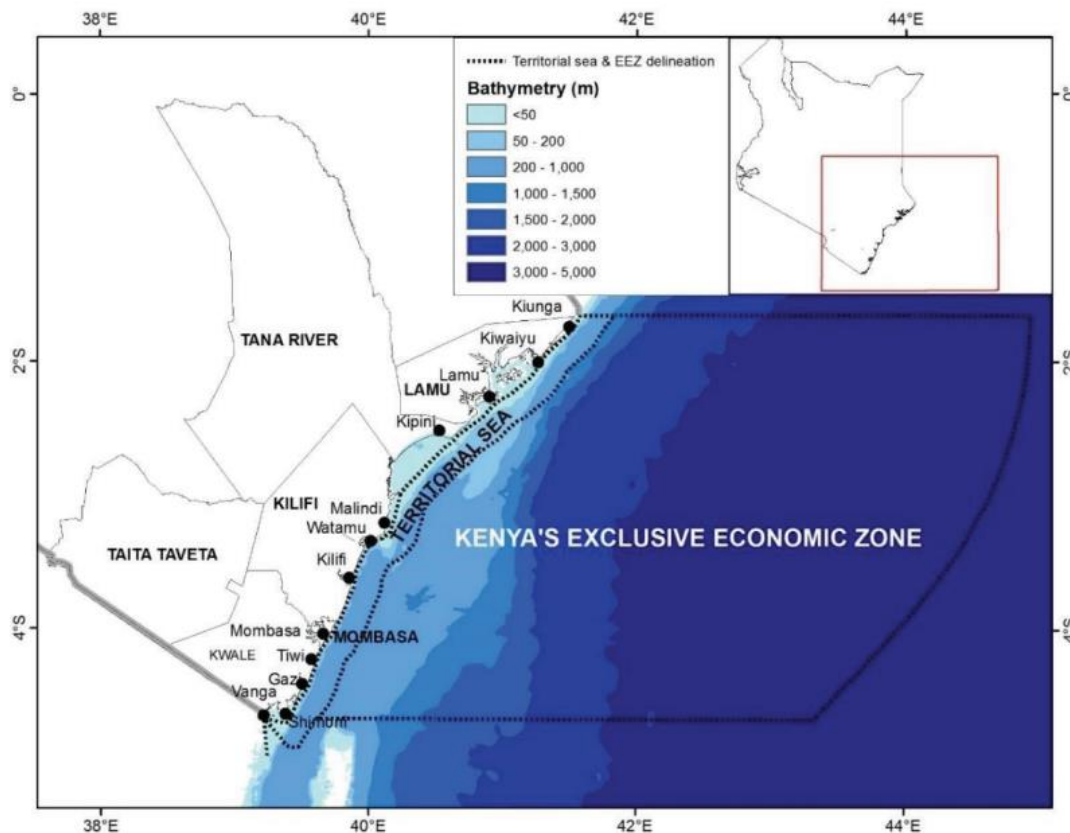 38°E
40°E
42°E
44°E
0°
2°S
4°S
0°
2°S
4°S
38°E
40°E
42°E
44°E
Territorial sea & EEZ delineation
Bathymetry (m)
<50
50 - 200
200 - 1,000
1,000 - 1,500
1,500 - 2,000
2,000 - 3,000
3,000 - 5,000
Kiunga
Kiwaiyu
TANA RIVER
Lamu
LAMU
Kipini
TERRITORIAL SEA
KILIFI
Malindi
Watamu
KENYA'S EXCLUSIVE ECONOMIC ZONE
TAITA TAVETA
Kilifi
Mombasa
MOMBASA
KWALE
Tiwi
Gazi
Vanga
Shimoni